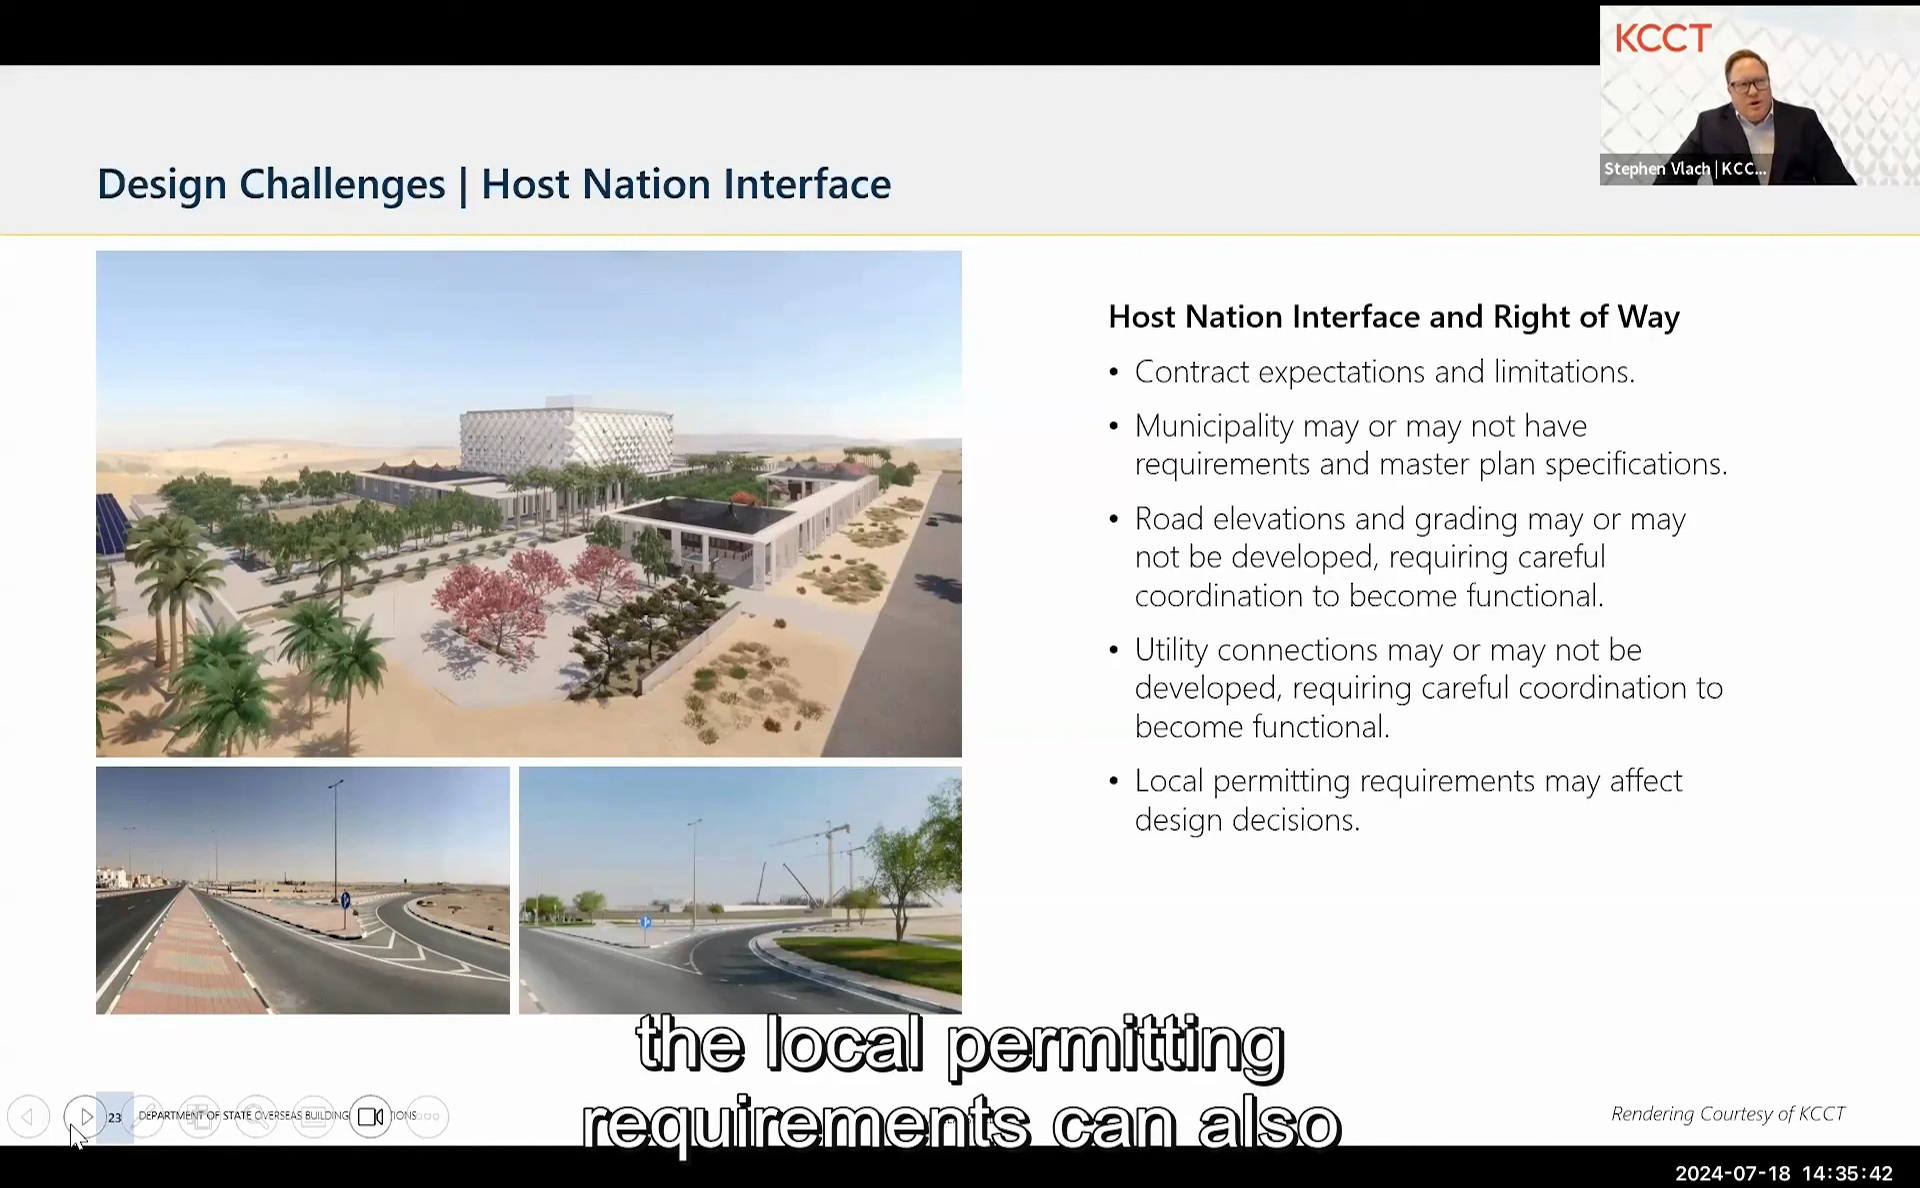 KCCT
Stephen Vlach | KCC...
Design Challenges | Host Nation Interface
Host Nation Interface and Right of Way
• Contract expectations and limitations.
• Municipality may or may not have
requirements and master plan specifications.
• Road elevations and grading may or may
not be developed, requiring careful
coordination to become functional.
• Utility connections may or may not be
developed, requiring careful coordination to
become functional.
• Local permitting requirements may affect
design decisions.
the local permitting
requirements can also
23
DEPARTMENT OF STATE OVERSEAS BUILDING
Rendering Courtesy of KCCT
2024-07-18 14:35:42